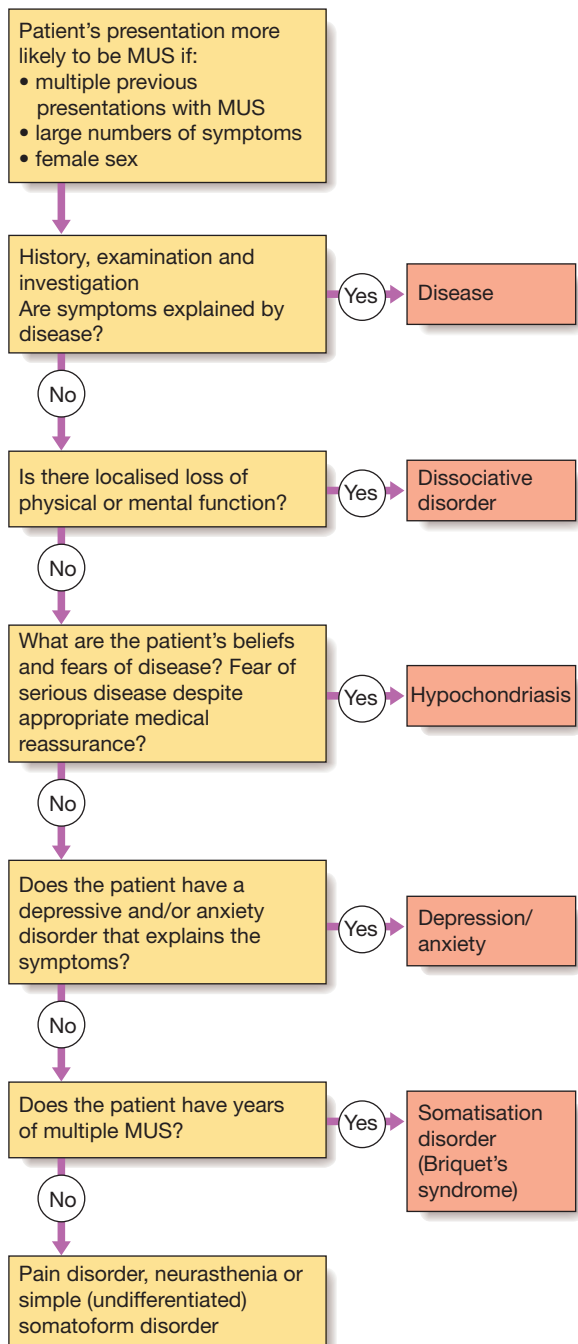 Patient's presentation more
likely to be MUS if:
• multiple previous
presentations with MUS
• large numbers of symptoms
• female sex
History, examination and
investigation
Are symptoms explained by
disease?
Yes
Disease
No
Is there localised loss of
physical or mental function?
Yes
Dissociative
disorder
No
What are the patient's beliefs
and fears of disease? Fear of
serious disease despite
appropriate medical
reassurance?
Yes
Hypochondriasis
No
Does the patient have a
depressive and/or anxiety
disorder that explains the
symptoms?
Yes
Depression/
anxiety
No
Does the patient have years
of multiple MUS?
Yes
Somatisation
disorder
(Briquet's
syndrome)
No
Pain disorder, neurasthenia or
simple (undifferentiated)
somatoform disorder